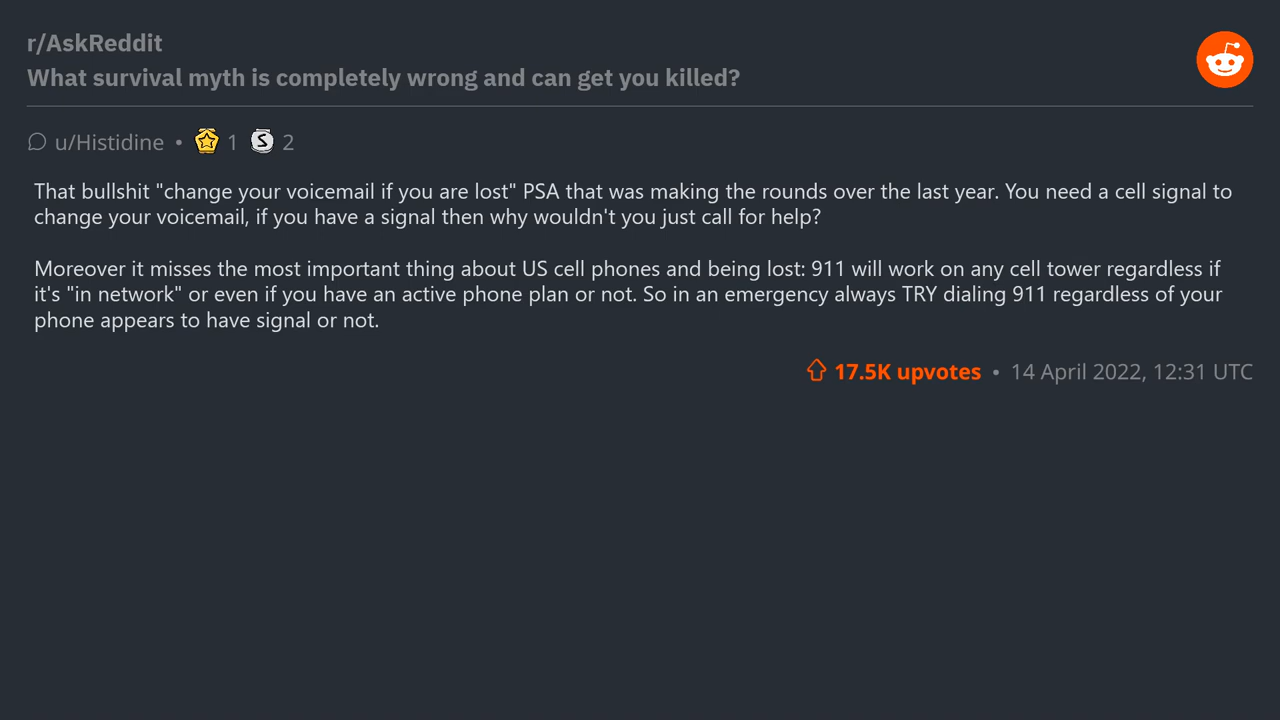 r/AskReddit
What survival myth is completely wrong and can get you killed?
u/Histidine • 1 S 2
That bullshit "change your voicemail if you are lost" PSA that was making the rounds over the last year. You need a cell signal to
change your voicemail, if you have a signal then why wouldn't you just call for help?
Moreover it misses the most important thing about US cell phones and being lost: 911 will work on any cell tower regardless if
it's "in network" or even if you have an active phone plan or not. So in an emergency always TRY dialing 911 regardless of your
phone appears to have signal or not.
17.5K upvotes • 14 April 2022, 12:31 UTC